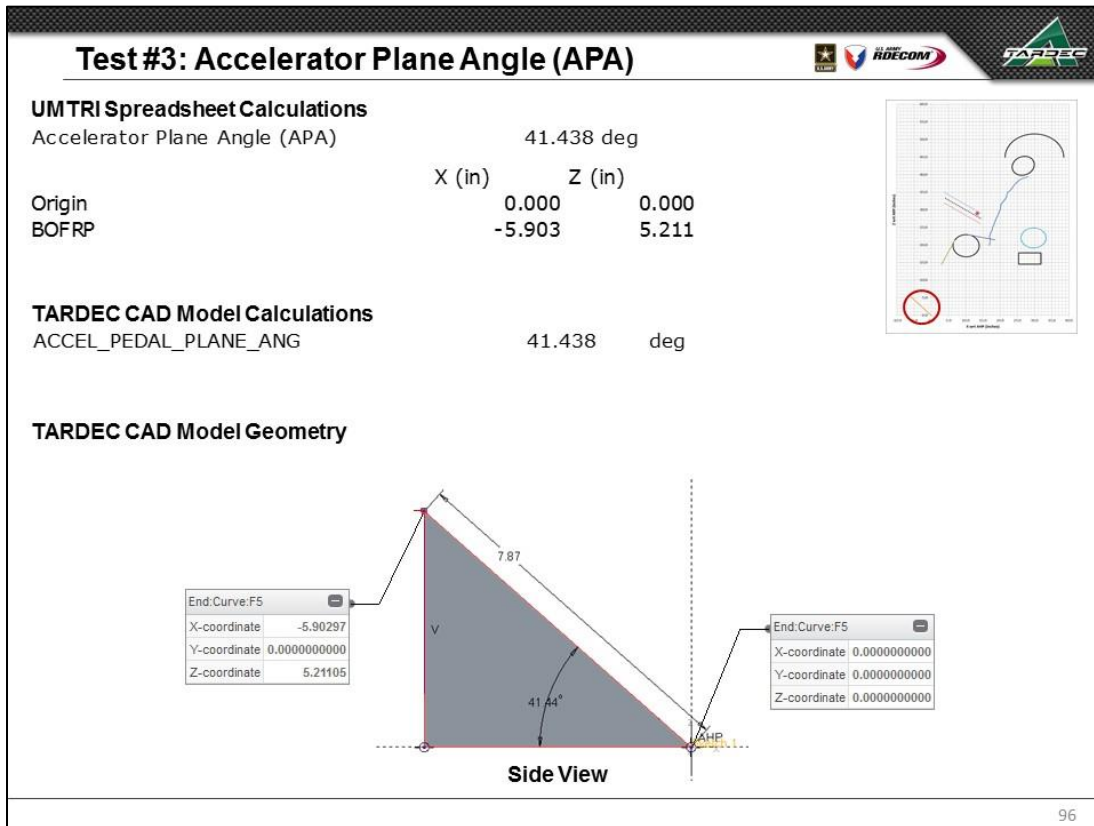 Test #3: Accelerator Plane Angle (APA)
U.S. ARMY
RDECOM
TARDEC
UMTRI Spreadsheet Calculations
Accelerator Plane Angle (APA) 41.438 deg
X (in) Z (in)
Origin 0.000 0.000
BOFRP -5.903 5.211
TARDEC CAD Model Calculations
ACCEL_PEDAL_PLANE_ANG 41.438 deg
TARDEC CAD Model Geometry
7.87
End:Curve:F5
X-coordinate -5.90297
Y-coordinate 0.0000000000
Z-coordinate 5.21105
V
41.44°
End:Curve:F5
X-coordinate 0.0000000000
Y-coordinate 0.0000000000
Z-coordinate 0.0000000000
AHP
Side View
96